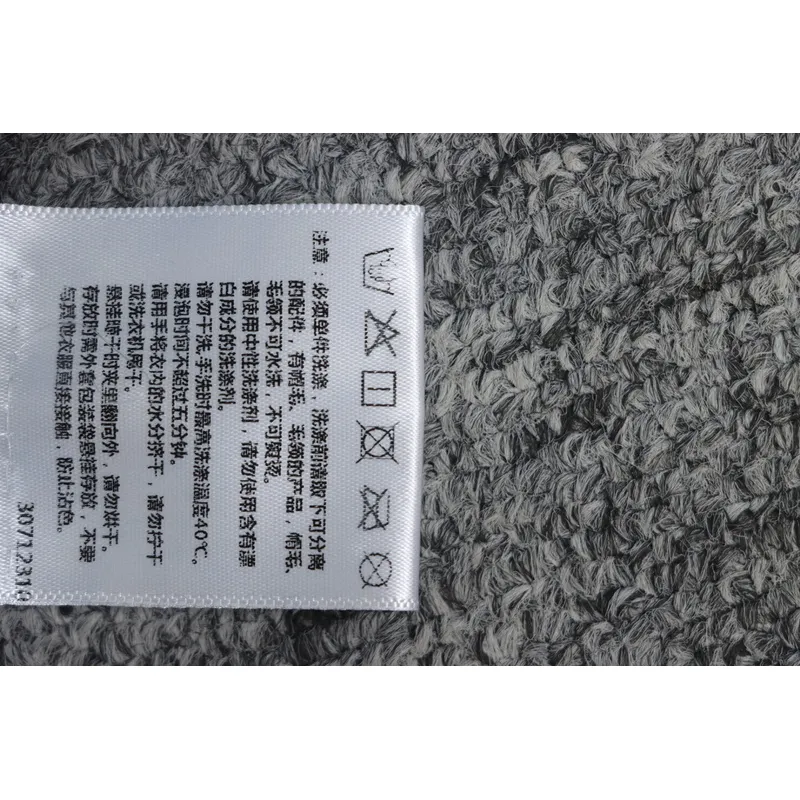 注意：必须单件洗涤，洗涤前请取下可分离
的配件，有帽毛、毛领的产品，帽毛、
毛领不可水洗，不可熨烫。
请使用中性洗涤剂，请勿使用含有漂
白成分的洗涤剂。
请勿干洗,手洗时最高洗涤温度40℃。
浸泡时间不超过五分钟。
请用手将衣内的水分挤干，请勿拧干
或洗衣机甩干。
悬挂晾干时夹里翻向外，请勿烘干。
存放时需外套包装袋悬挂存放，不要
与其他衣服直接接触，防止沾色。
30712310